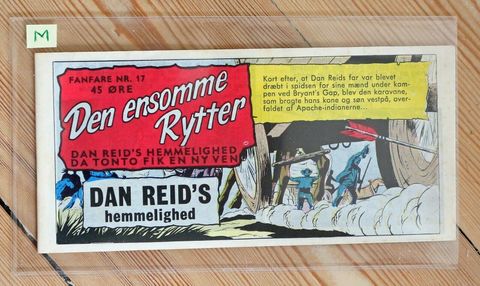 M
FANFARE NR. 17
45 ØRE
Den ensomme
Rytter
DAN REID'S HEMMELIGHED
DA TONTO FIK EN NY VEN
Kort efter, at Dan Reids far var blevet
dræbt i spidsen for sine mænd under kam-
pen ved Bryant's Gap, blev den karavane,
som bragte hans kone og søn vestpå, over-
faldet af Apache-indianerne...
DAN REID'S
hemmelighed